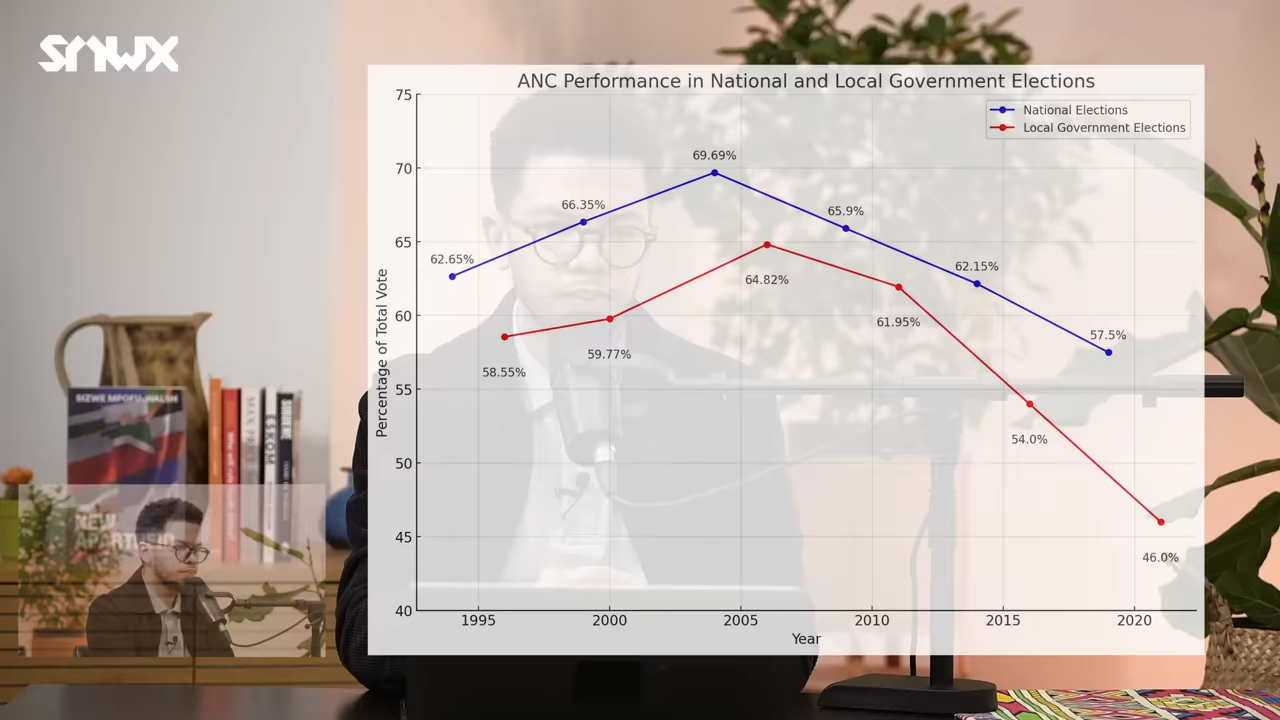 SMWX
ANC Performance in National and Local Government Elections
National Elections
Local Government Elections
Percentage of Total Vote
75
70
65
60
55
50
45
40
62.65%
66.35%
69.69%
65.9%
62.15%
57.5%
58.55%
59.77%
64.82%
61.95%
54.0%
46.0%
1995
2000
2005
2010
2015
2020
Year
SIZWE MPOFU-WALSH
NEW
APARTHEID
ESKOM